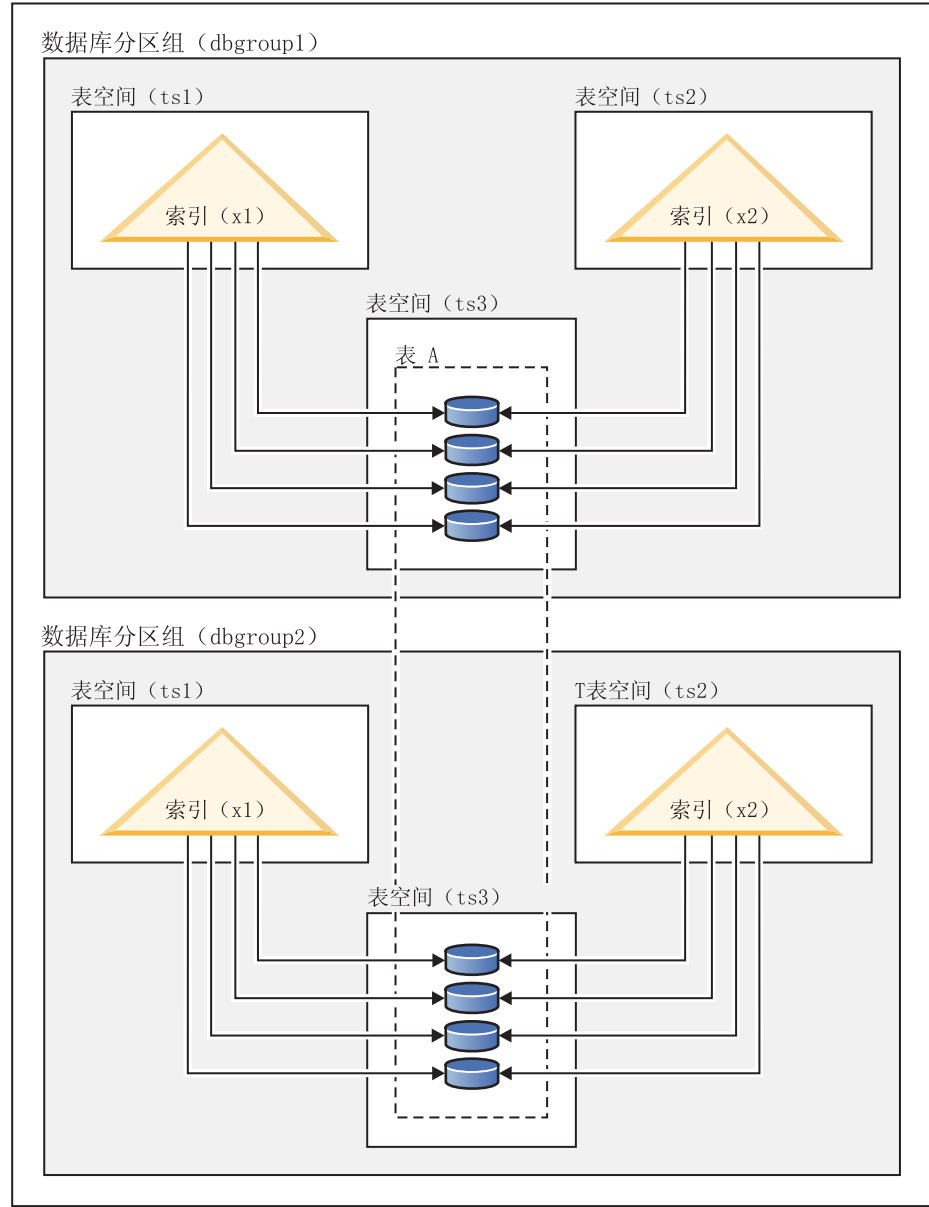 数据库分区组（dbgroup1）
表空间（ts1）
表空间（ts2）
索引（x1）
索引（x2）
表空间（ts3）
表 A
数据库分区组（dbgroup2）
表空间（ts1）
T表空间（ts2）
索引（x1）
索引（x2）
表空间（ts3）